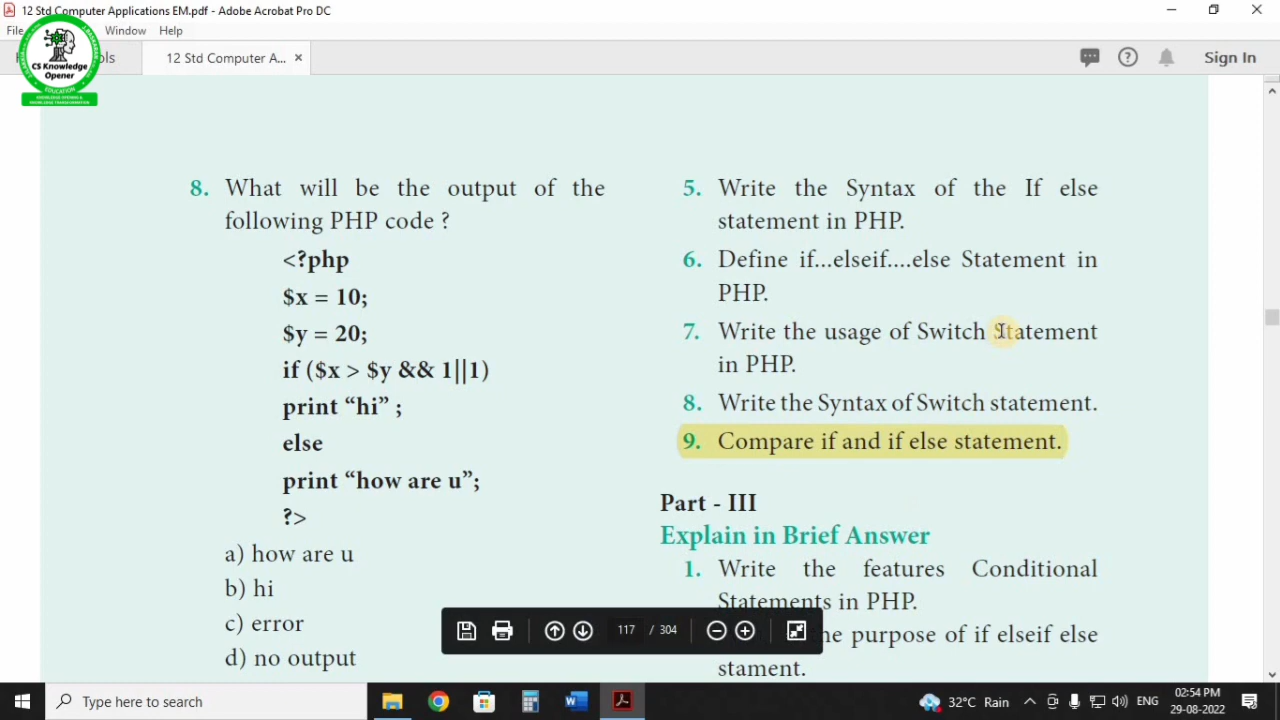 12 Std Computer Applications EM.pdf - Adobe Acrobat Pro DC
File
Window
Help
ols
12 Std Computer A...
Sign In
CS Knowledge
Opener
EDUCATION
KNOWLEDGE OPENING &
KNOWLEDGE TRANSFORMATION
8. What will be the output of the
following PHP code ?
<?php
$x = 10;
$y = 20;
if ($x > $y && 1||1)
print “hi” ;
else
print “how are u”;
?>
a) how are u
b) hi
c) error
d) no output
5. Write the Syntax of the If else
statement in PHP.
6. Define if...elseif....else Statement in
PHP.
7. Write the usage of Switch Statement
in PHP.
8. Write the Syntax of Switch statement.
9. Compare if and if else statement.
Part - III
Explain in Brief Answer
1. Write the features Conditional
Statements in PHP.
he purpose of if elseif else
stament.
117 / 304
Type here to search
32°C Rain
ENG
02:54 PM
29-08-2022